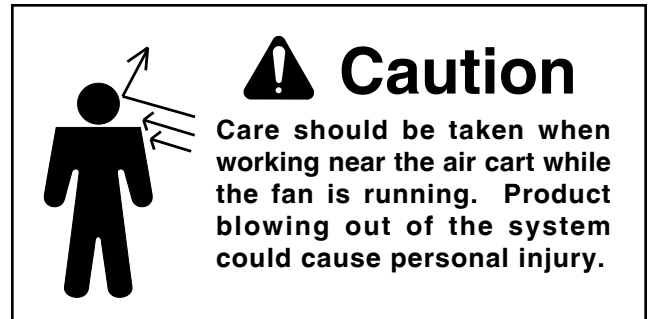 Caution
Care should be taken when
working near the air cart while
the fan is running. Product
blowing out of the system
could cause personal injury.